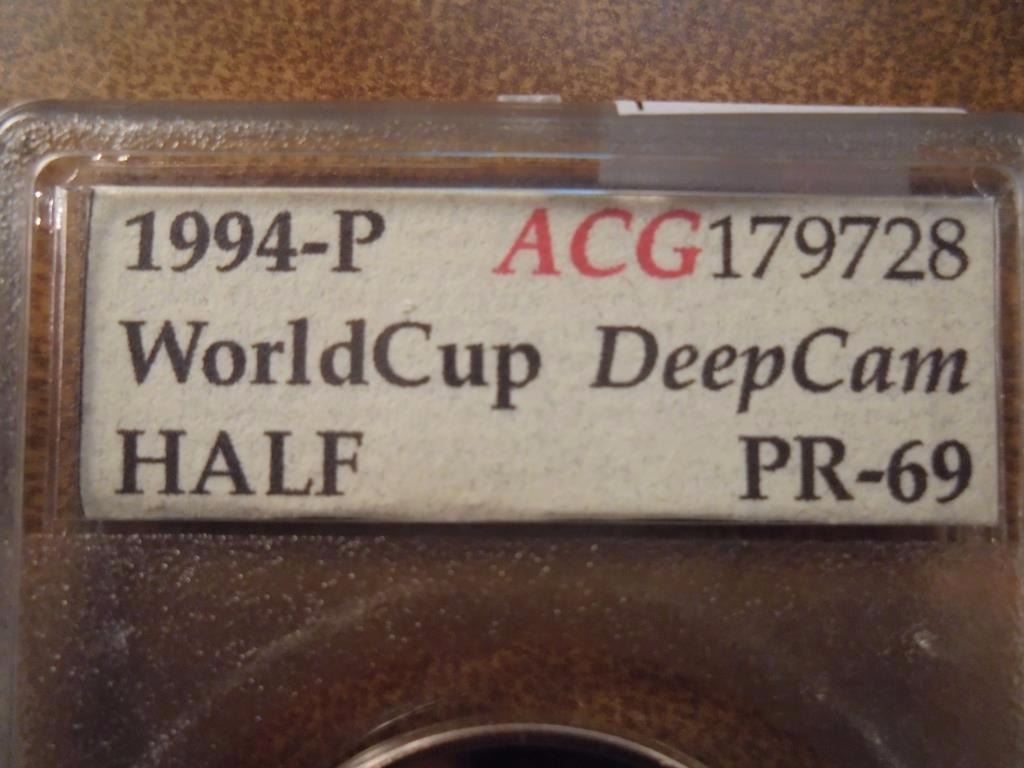 1994-P ACG179728
WorldCup DeepCam
HALF PR-69